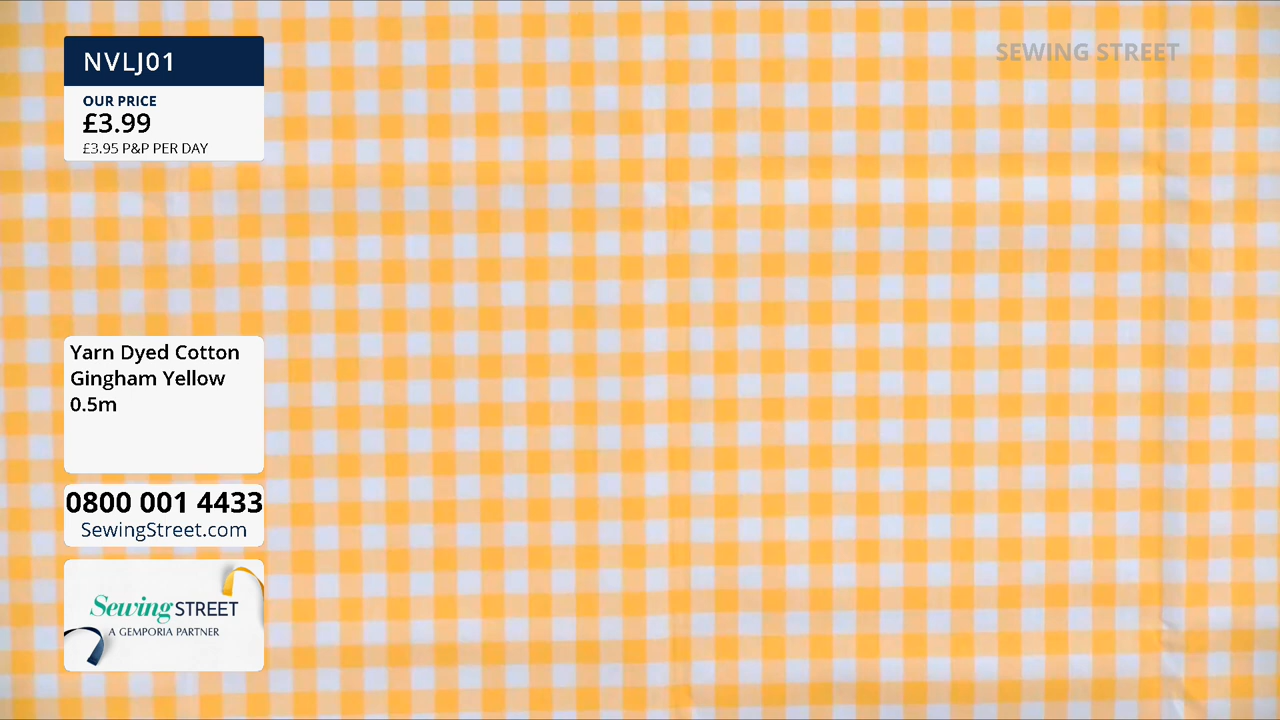 NVLJ01
SEWING STREET
OUR PRICE
£3.99
£3.95 P&P PER DAY
Yarn Dyed Cotton
Gingham Yellow
0.5m
0800 001 4433
SewingStreet.com
Sewing STREET
A GEMPORIA PARTNER